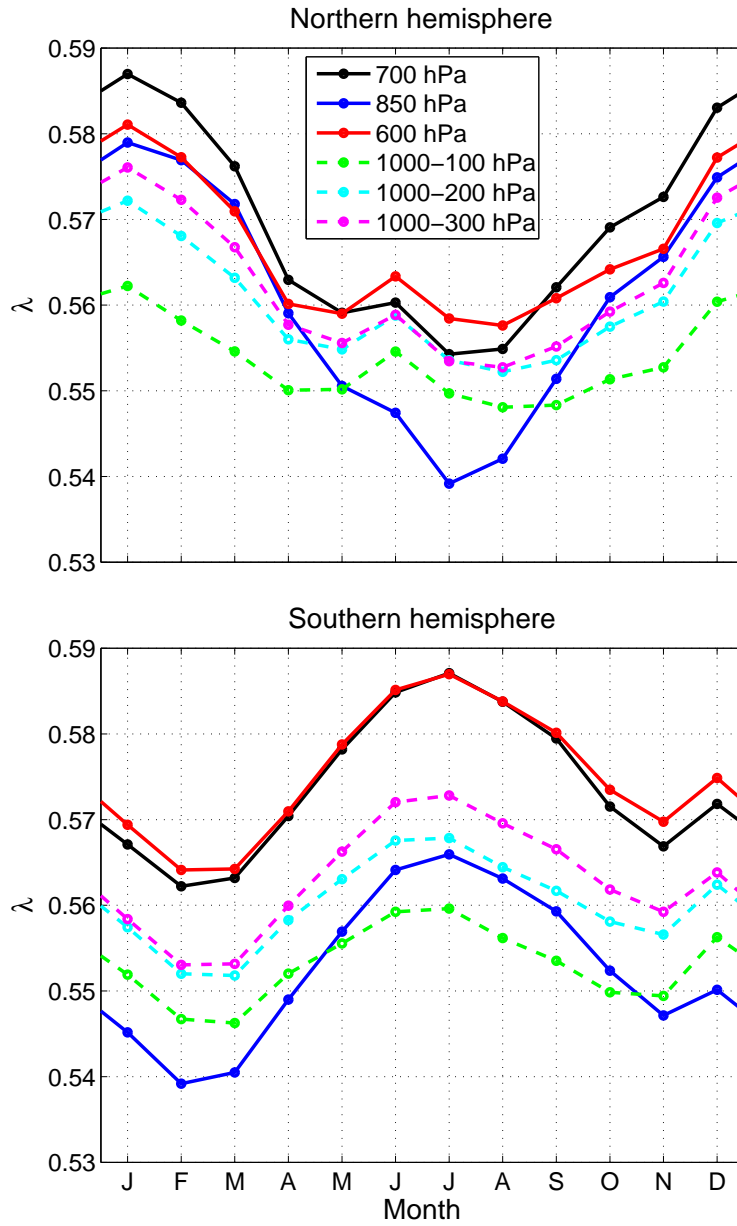 Northern hemisphere
0.59
0.58
0.57
0.56
0.55
0.54
0.53
λ
700 hPa
850 hPa
600 hPa
1000−100 hPa
1000−200 hPa
1000−300 hPa
Southern hemisphere
0.59
0.58
0.57
0.56
0.55
0.54
0.53
λ
J F M A M J J A S O N D
Month